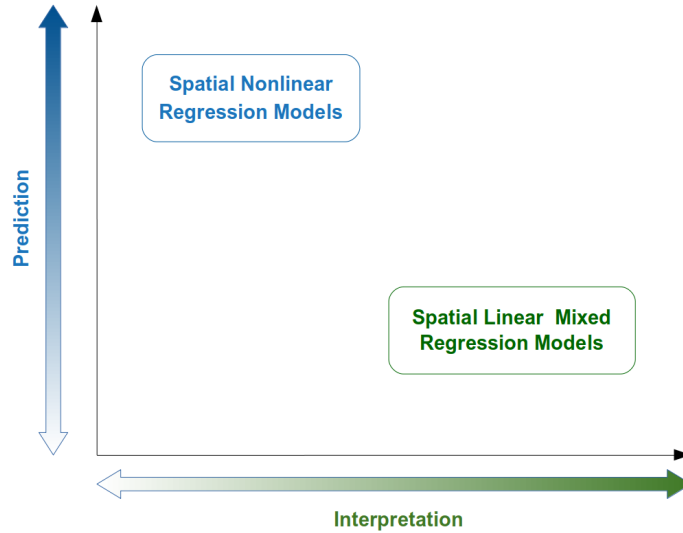 Spatial Nonlinear
Regression Models
Prediction
Spatial Linear Mixed
Regression Models
Interpretation